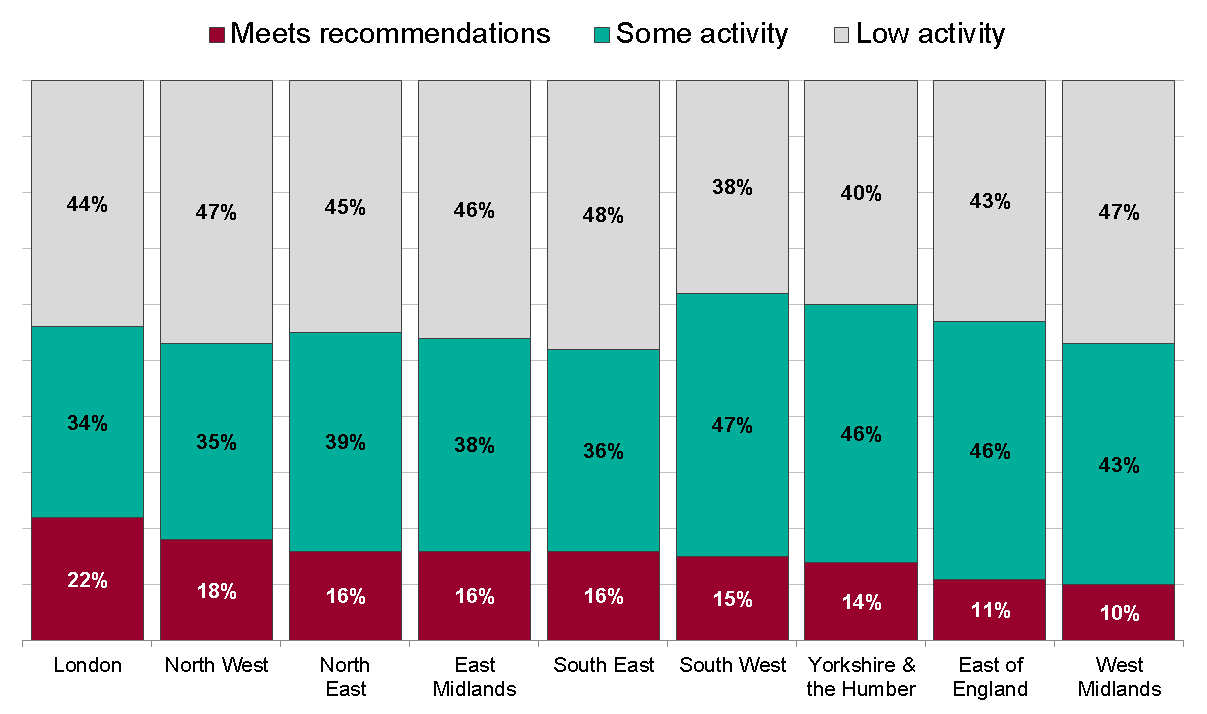 Meets recommendations Some activity Low activity
44% 47% 45% 46% 48% 38% 40% 43% 47%
34% 35% 39% 38% 36% 47% 46% 46% 43%
22% 18% 16% 16% 16% 15% 14% 11% 10%
London North West North East South East South West Yorkshire & East of West
East Midlands the Humber England Midlands